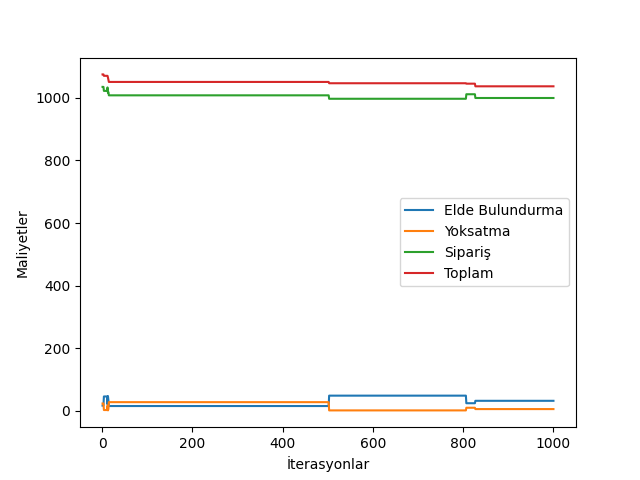 1000
800
600
400
200
0
Maliyetler
Elde Bulundurma
Yoksatma
Sipariş
Toplam
0 200 400 600 800 1000
İterasyonlar